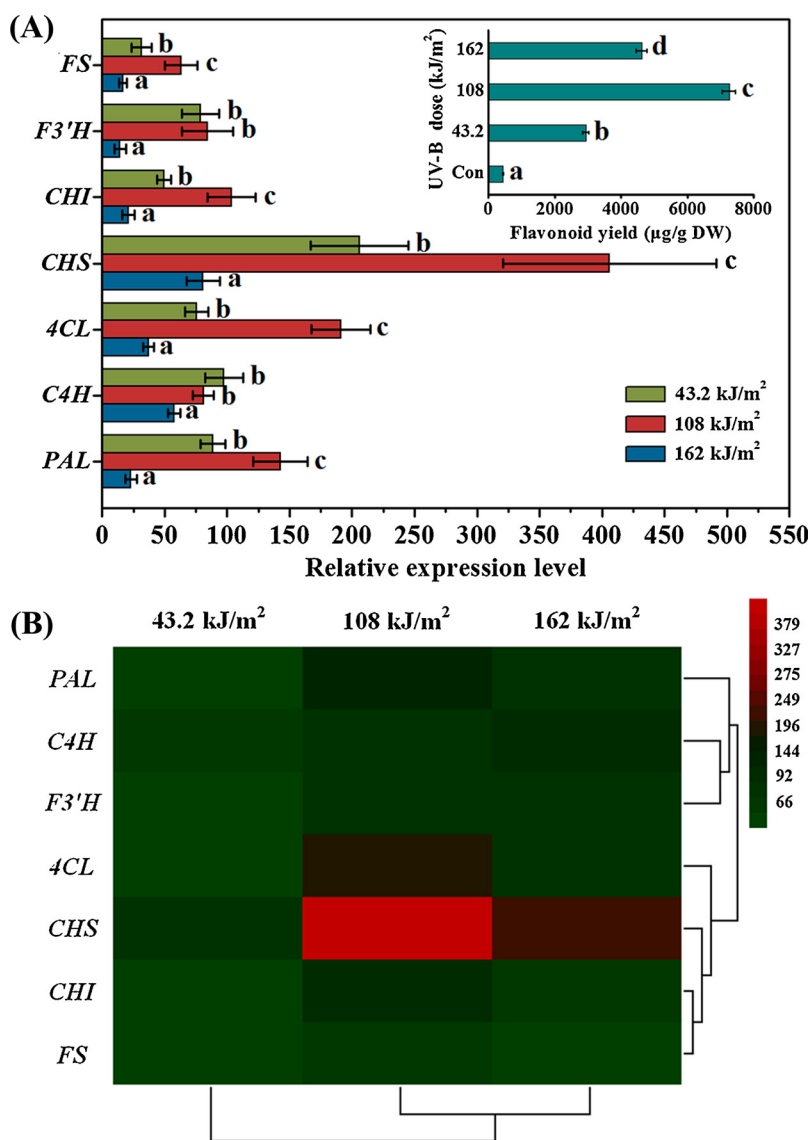 (A)
FS
F3'H
CHI
CHS
4CL
C4H
PAL
b
c
a
b
b
a
b
c
a
b
c
a
b
c
a
b
b
a
b
c
a
0 50 100 150 200 250 300 350 400 450 500 550
Relative expression level
UV-B dose (kJ/m²)
162
108
43.2
Con
d
c
b
a
0 2000 4000 6000 8000
Flavonoid yield (µg/g DW)
43.2 kJ/m²
108 kJ/m²
162 kJ/m²
(B)
43.2 kJ/m² 108 kJ/m² 162 kJ/m²
PAL
C4H
F3'H
4CL
CHS
CHI
FS
379
327
275
249
196
144
92
66